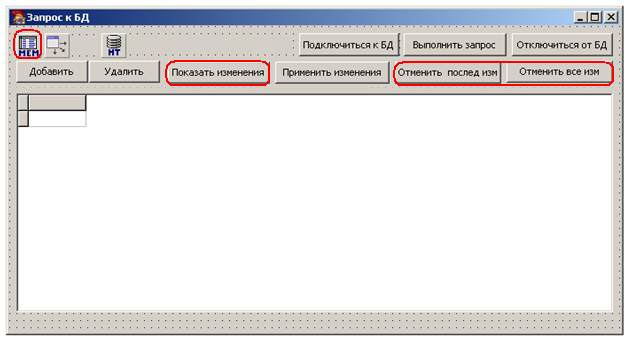 Запрос к БД
MEM
MT
Подключиться к БД
Выполнить запрос
Отключиться от БД
Добавить
Удалить
Показать изменения
Применить изменения
Отменить послед изм
Отменить все изм